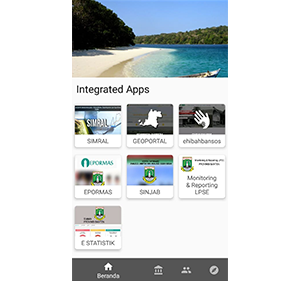 Integrated Apps
SIMRAL
SIMRAL
GEOPORTAL
ehibahbansos
EPORMAS
EPORMAS
SINJAB
Monitoring
& Reporting
LPSE
E STATISTIK
Beranda